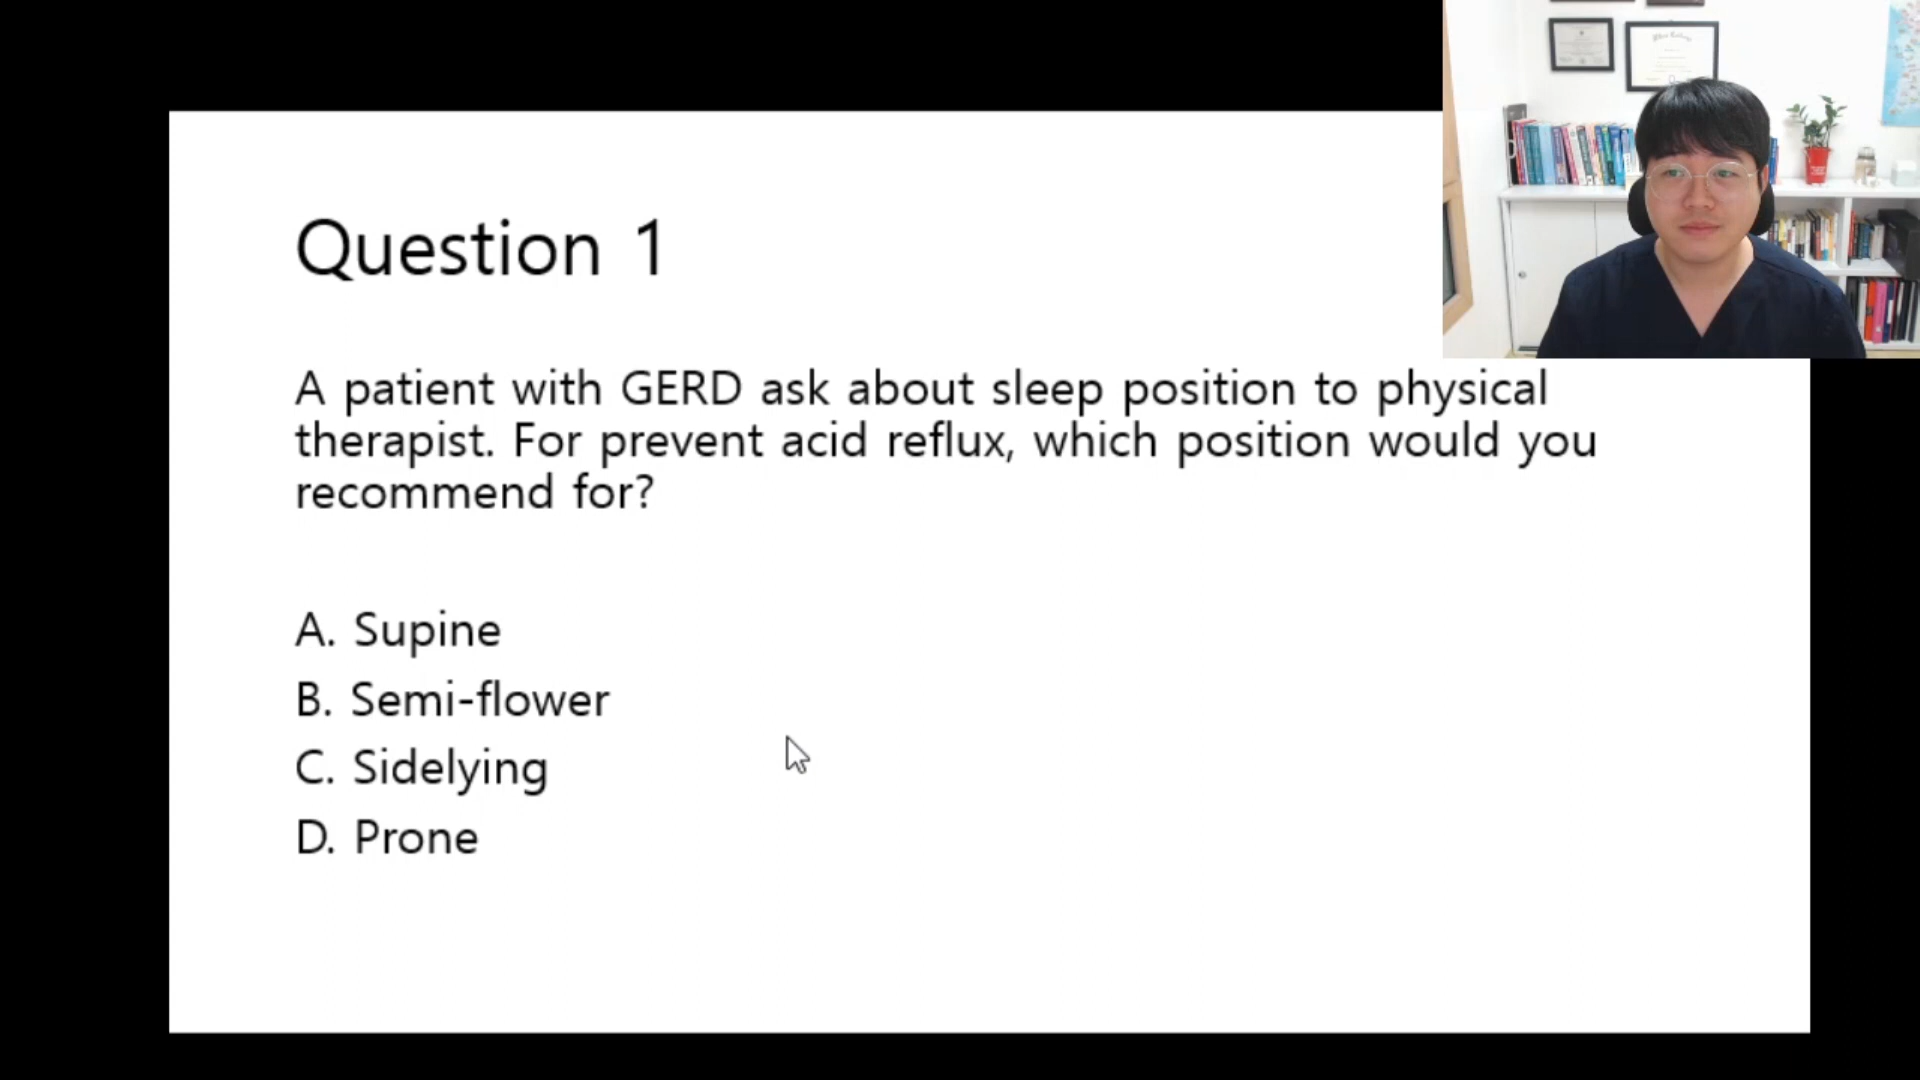 Question 1
A patient with GERD ask about sleep position to physical
therapist. For prevent acid reflux, which position would you
recommend for?
A. Supine
B. Semi-flower
C. Sidelying
D. Prone